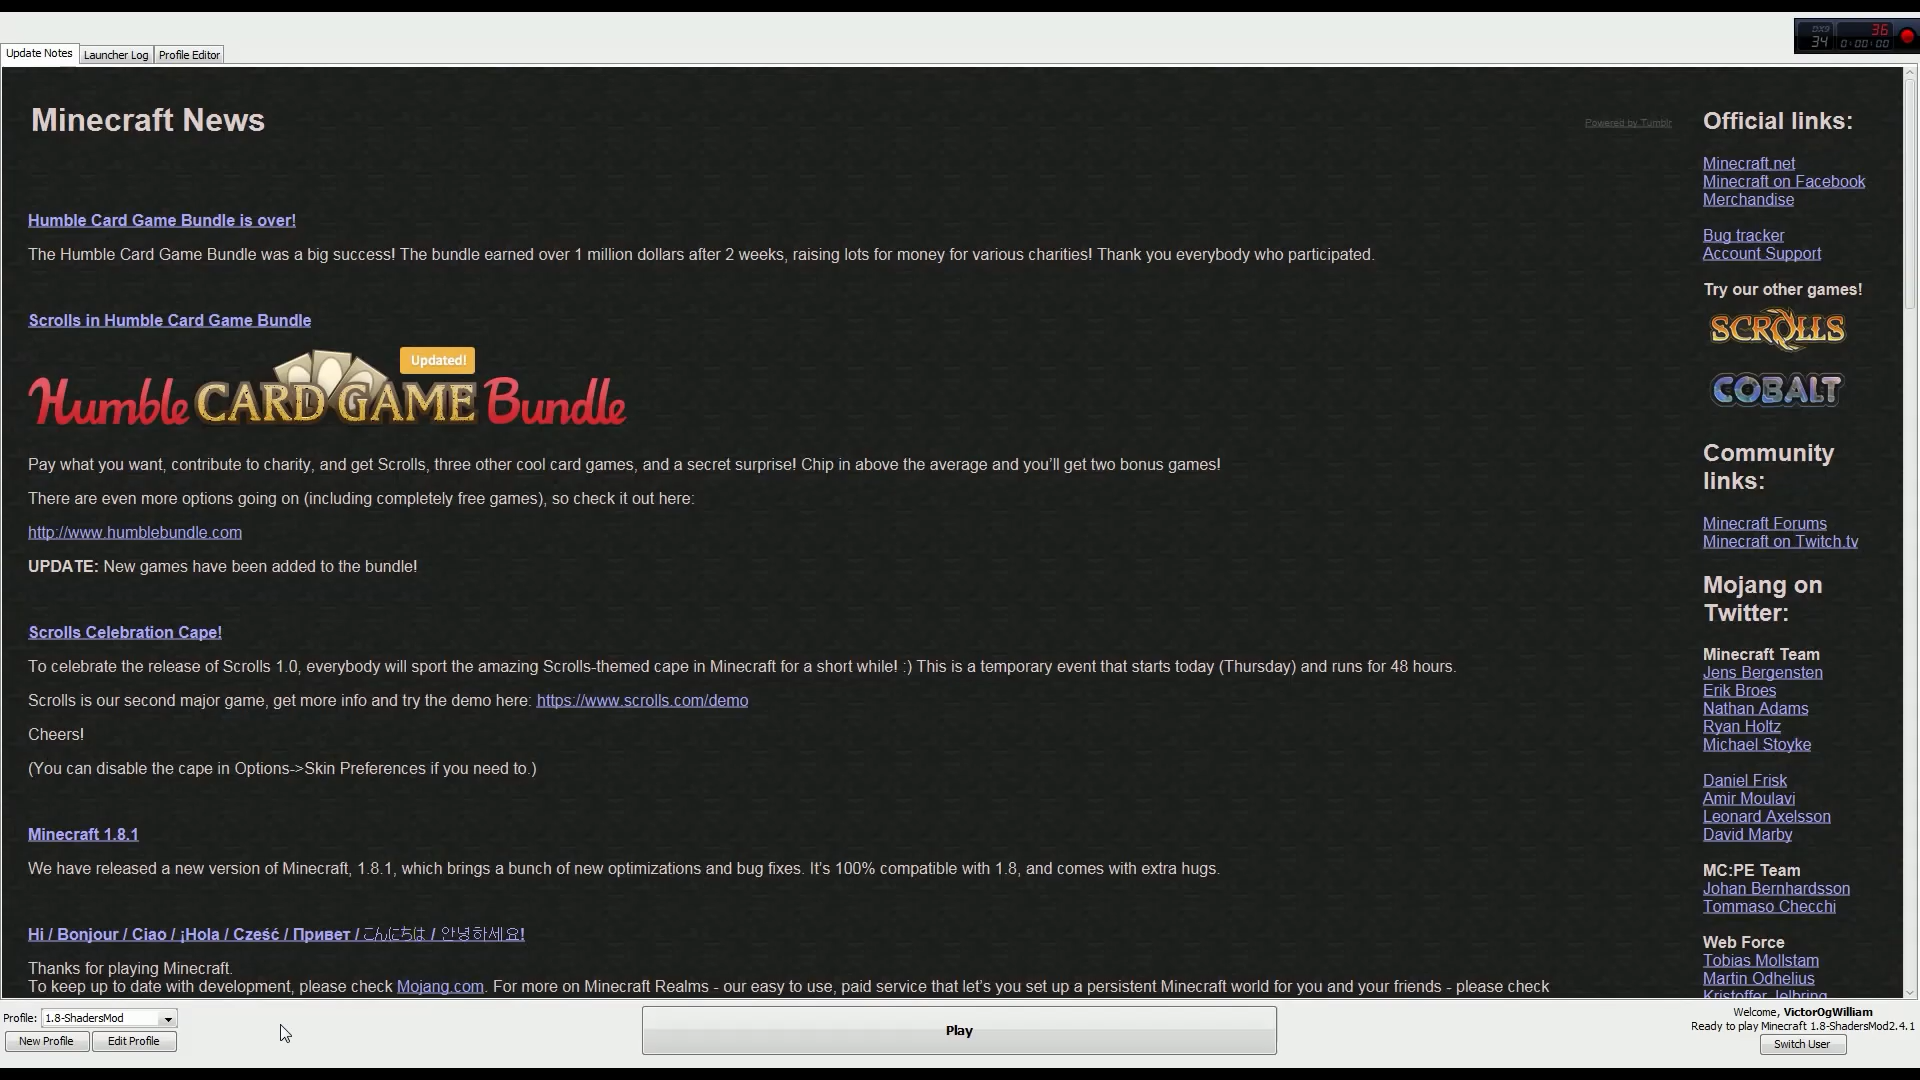 DX9 36
34 0:00:00
Update Notes Launcher Log Profile Editor
Minecraft News
Powered by Tumblr
Humble Card Game Bundle is over!
The Humble Card Game Bundle was a big success! The bundle earned over 1 million dollars after 2 weeks, raising lots for money for various charities! Thank you everybody who participated.
Scrolls in Humble Card Game Bundle
Updated!
Humble CARD GAME Bundle
Pay what you want, contribute to charity, and get Scrolls, three other cool card games, and a secret surprise! Chip in above the average and you’ll get two bonus games!
There are even more options going on (including completely free games), so check it out here:
http://www.humblebundle.com
UPDATE: New games have been added to the bundle!
Scrolls Celebration Cape!
To celebrate the release of Scrolls 1.0, everybody will sport the amazing Scrolls-themed cape in Minecraft for a short while! :) This is a temporary event that starts today (Thursday) and runs for 48 hours.
Scrolls is our second major game, get more info and try the demo here: https://www.scrolls.com/demo
Cheers!
(You can disable the cape in Options->Skin Preferences if you need to.)
Minecraft 1.8.1
We have released a new version of Minecraft, 1.8.1, which brings a bunch of new optimizations and bug fixes. It’s 100% compatible with 1.8, and comes with extra hugs.
Hi / Bonjour / Ciao / ¡Hola / Cześć / Привет / こんにちは / 안녕하세요!
Thanks for playing Minecraft.
To keep up to date with development, please check Mojang.com. For more on Minecraft Realms - our easy to use, paid service that let’s you set up a persistent Minecraft world for you and your friends - please check
Official links:
Minecraft.net
Minecraft on Facebook
Merchandise
Bug tracker
Account Support
Try our other games!
SCROLLS
COBALT
Community
links:
Minecraft Forums
Minecraft on Twitch.tv
Mojang on
Twitter:
Minecraft Team
Jens Bergensten
Erik Broes
Nathan Adams
Ryan Holtz
Michael Stoyke
Daniel Frisk
Amir Moulavi
Leonard Axelsson
David Marby
MC:PE Team
Johan Bernhardsson
Tommaso Checchi
Web Force
Tobias Mollstam
Martin Odhelius
Kristoffer Jelbring
Profile: 1.8-ShadersMod
New Profile Edit Profile
Play
Welcome, VictorOgWilliam
Ready to play Minecraft 1.8-ShadersMod2.4.1
Switch User